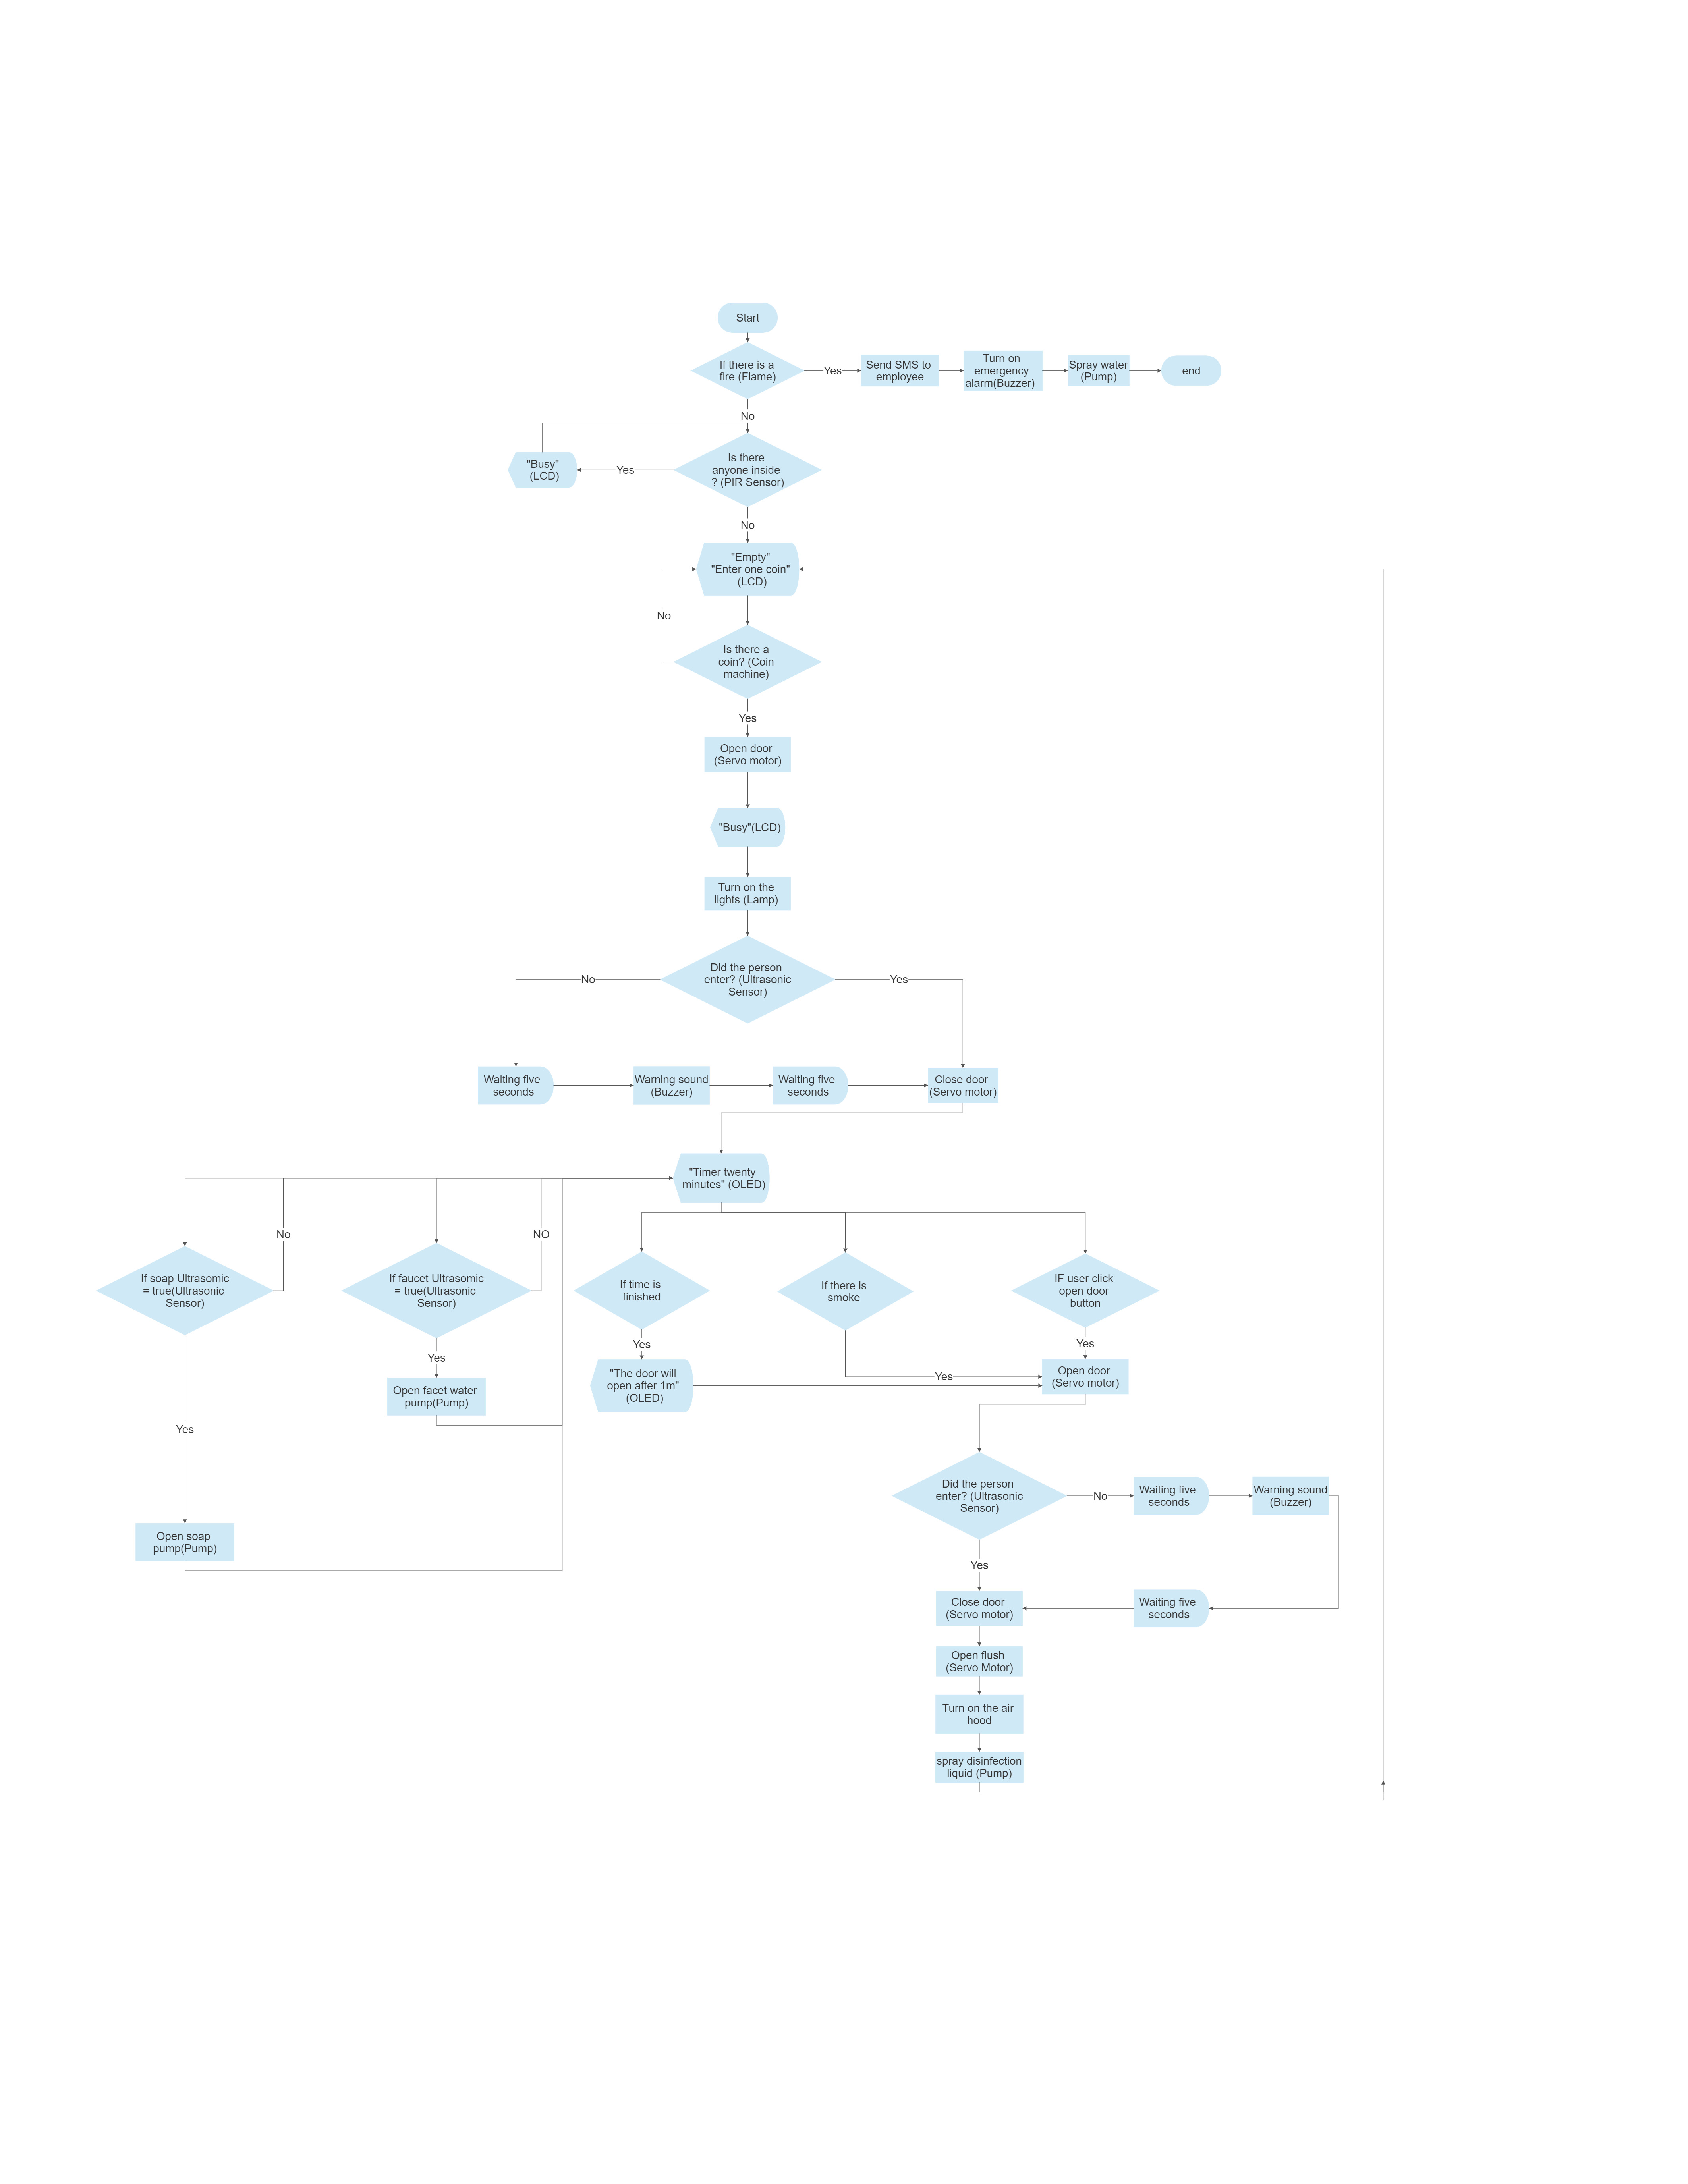 Start
If there is a
fire (Flame)
Yes
Send SMS to
employee
Turn on
emergency
alarm(Buzzer)
Spray water
(Pump)
end
No
"Busy"
(LCD)
Yes
Is there
anyone inside
? (PIR Sensor)
No
"Empty"
"Enter one coin"
(LCD)
No
Is there a
coin? (Coin
machine)
Yes
Open door
(Servo motor)
"Busy"(LCD)
Turn on the
lights (Lamp)
No
Did the person
enter? (Ultrasonic
Sensor)
Yes
Waiting five
seconds
Warning sound
(Buzzer)
Waiting five
seconds
Close door
(Servo motor)
"Timer twenty
minutes" (OLED)
No
NO
If soap Ultrasomic
= true(Ultrasonic
Sensor)
If faucet Ultrasomic
= true(Ultrasonic
Sensor)
If time is
finished
If there is
smoke
IF user click
open door
button
Yes
Yes
Yes
Open facet water
pump(Pump)
"The door will
open after 1m"
(OLED)
Yes
Open door
(Servo motor)
Yes
Did the person
enter? (Ultrasonic
Sensor)
No
Waiting five
seconds
Warning sound
(Buzzer)
Open soap
pump(Pump)
Yes
Close door
(Servo motor)
Waiting five
seconds
Open flush
(Servo Motor)
Turn on the air
hood
spray disinfection
liquid (Pump)